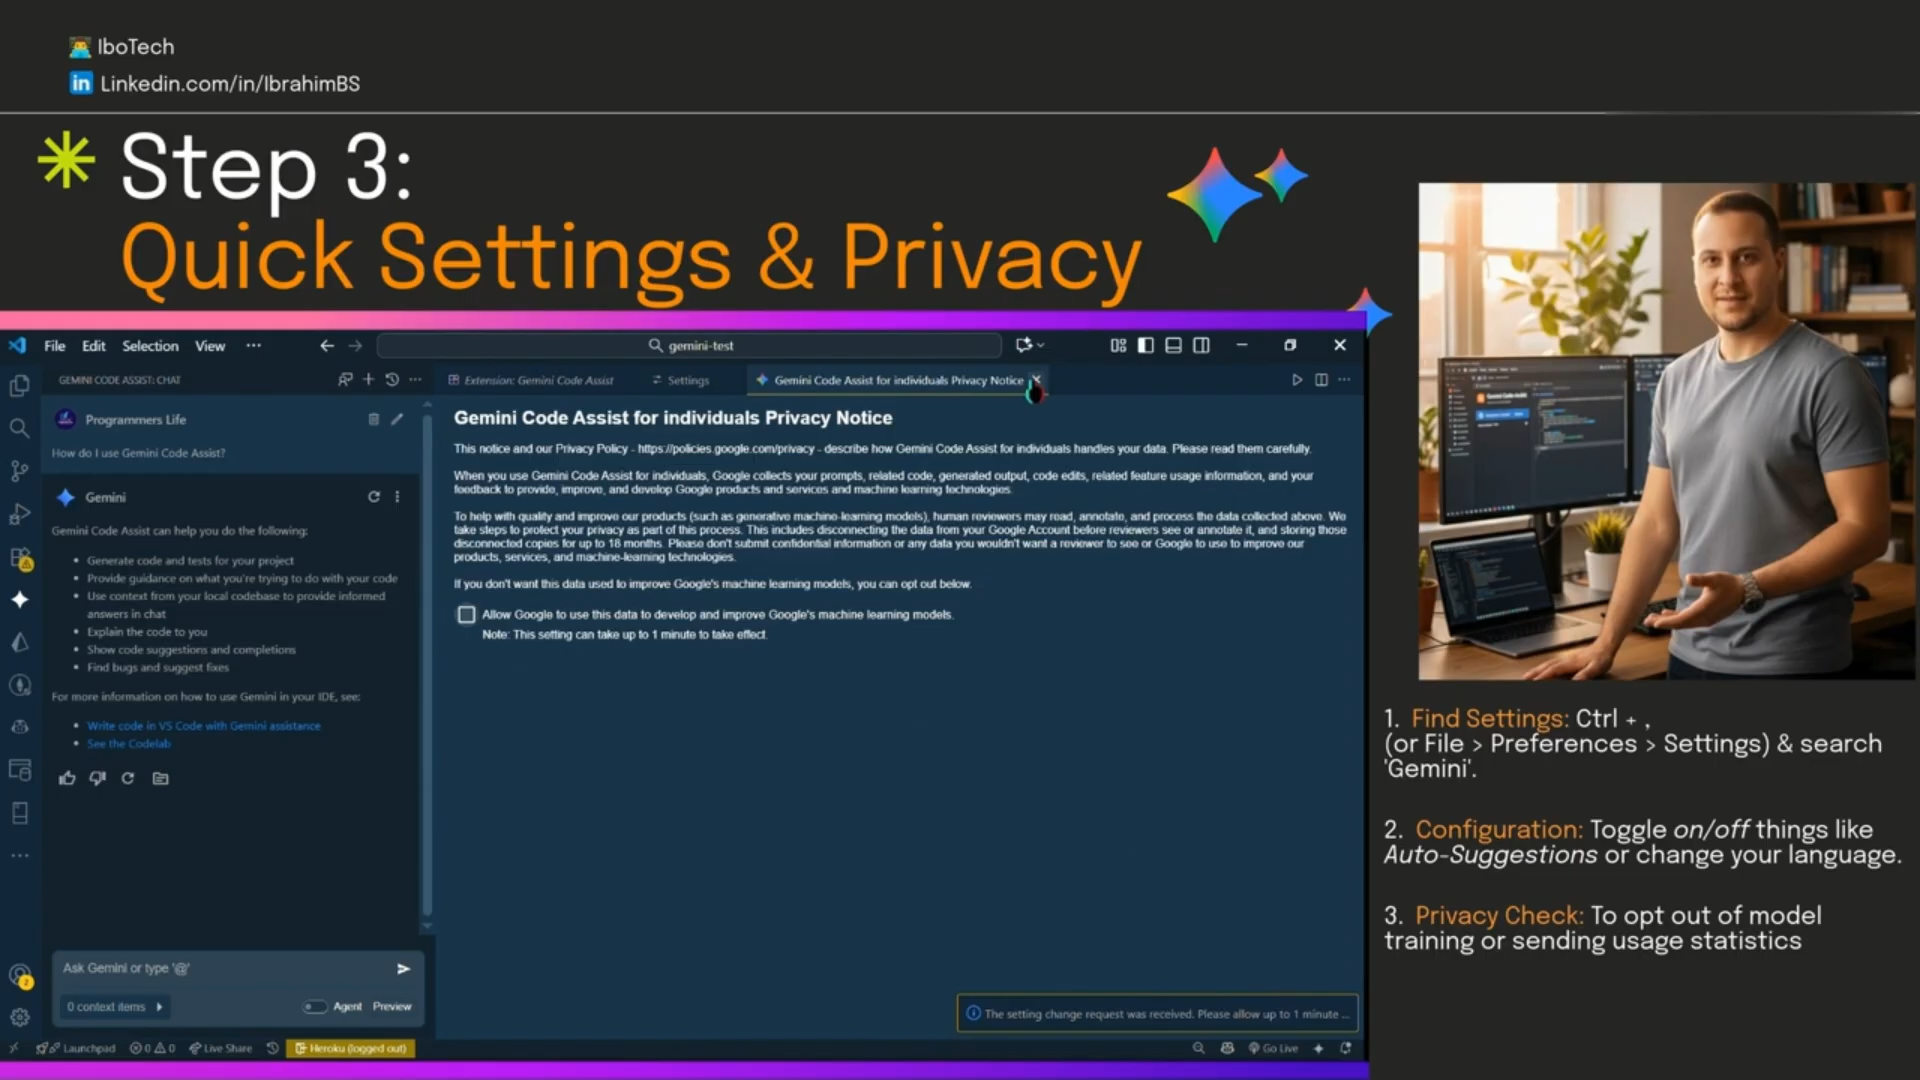 IboTech
in Linkedin.com/in/IbrahimBS
Step 3:
Quick Settings & Privacy
File Edit Selection View ···
gemini-test
GEMINI CODE ASSIST: CHAT
Extension: Gemini Code Assist
Settings
Gemini Code Assist for individuals Privacy Notice
Programmers Life
How do I use Gemini Code Assist?
Gemini
Gemini Code Assist can help you do the following:
• Generate code and tests for your project
• Provide guidance on what you're trying to do with your code
• Use context from your local codebase to provide informed
answers in chat
• Explain the code to you
• Show code suggestions and completions
• Find bugs and suggest fixes
For more information on how to use Gemini in your IDE, see:
• Write code in VS Code with Gemini assistance
• See the Codelab
Ask Gemini or type '@'
0 context items
Agent Preview
Gemini Code Assist for individuals Privacy Notice
This notice and our Privacy Policy - https://policies.google.com/privacy - describe how Gemini Code Assist for individuals handles your data. Please read them carefully.
When you use Gemini Code Assist for individuals, Google collects your prompts, related code, generated output, code edits, related feature usage information, and your
feedback to provide, improve, and develop Google products and services and machine learning technologies.
To help with quality and improve our products (such as generative machine-learning models), human reviewers may read, annotate, and process the data collected above. We
take steps to protect your privacy as part of this process. This includes disconnecting the data from your Google Account before reviewers see or annotate it, and storing those
disconnected copies for up to 18 months. Please don't submit confidential information or any data you wouldn't want a reviewer to see or Google to use to improve our
products, services, and machine-learning technologies.
If you don't want this data used to improve Google's machine learning models, you can opt out below.
Allow Google to use this data to develop and improve Google's machine learning models.
Note: This setting can take up to 1 minute to take effect.
The setting change request was received. Please allow up to 1 minute ...
2
Launchpad 0 0 Live Share Heroku (logged out)
Go Live
1. Find Settings: Ctrl + ,
(or File > Preferences > Settings) & search
'Gemini'.
2. Configuration: Toggle on/off things like
Auto-Suggestions or change your language.
3. Privacy Check: To opt out of model
training or sending usage statistics